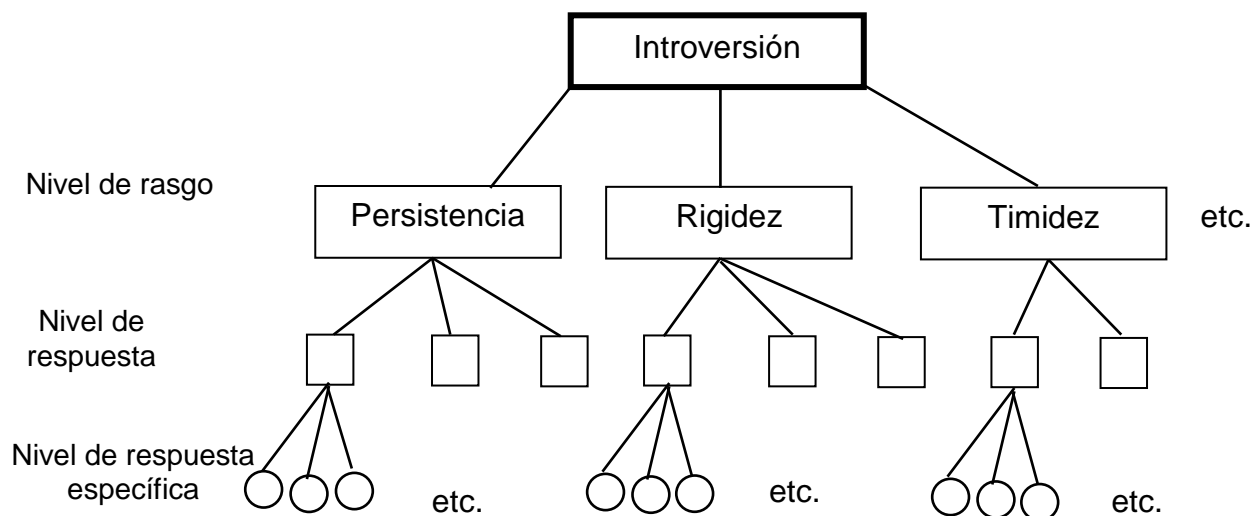 Introversión
Nivel de rasgo
Persistencia
Rigidez
Timidez
etc.
Nivel de
respuesta
Nivel de respuesta
específica
etc.
etc.
etc.